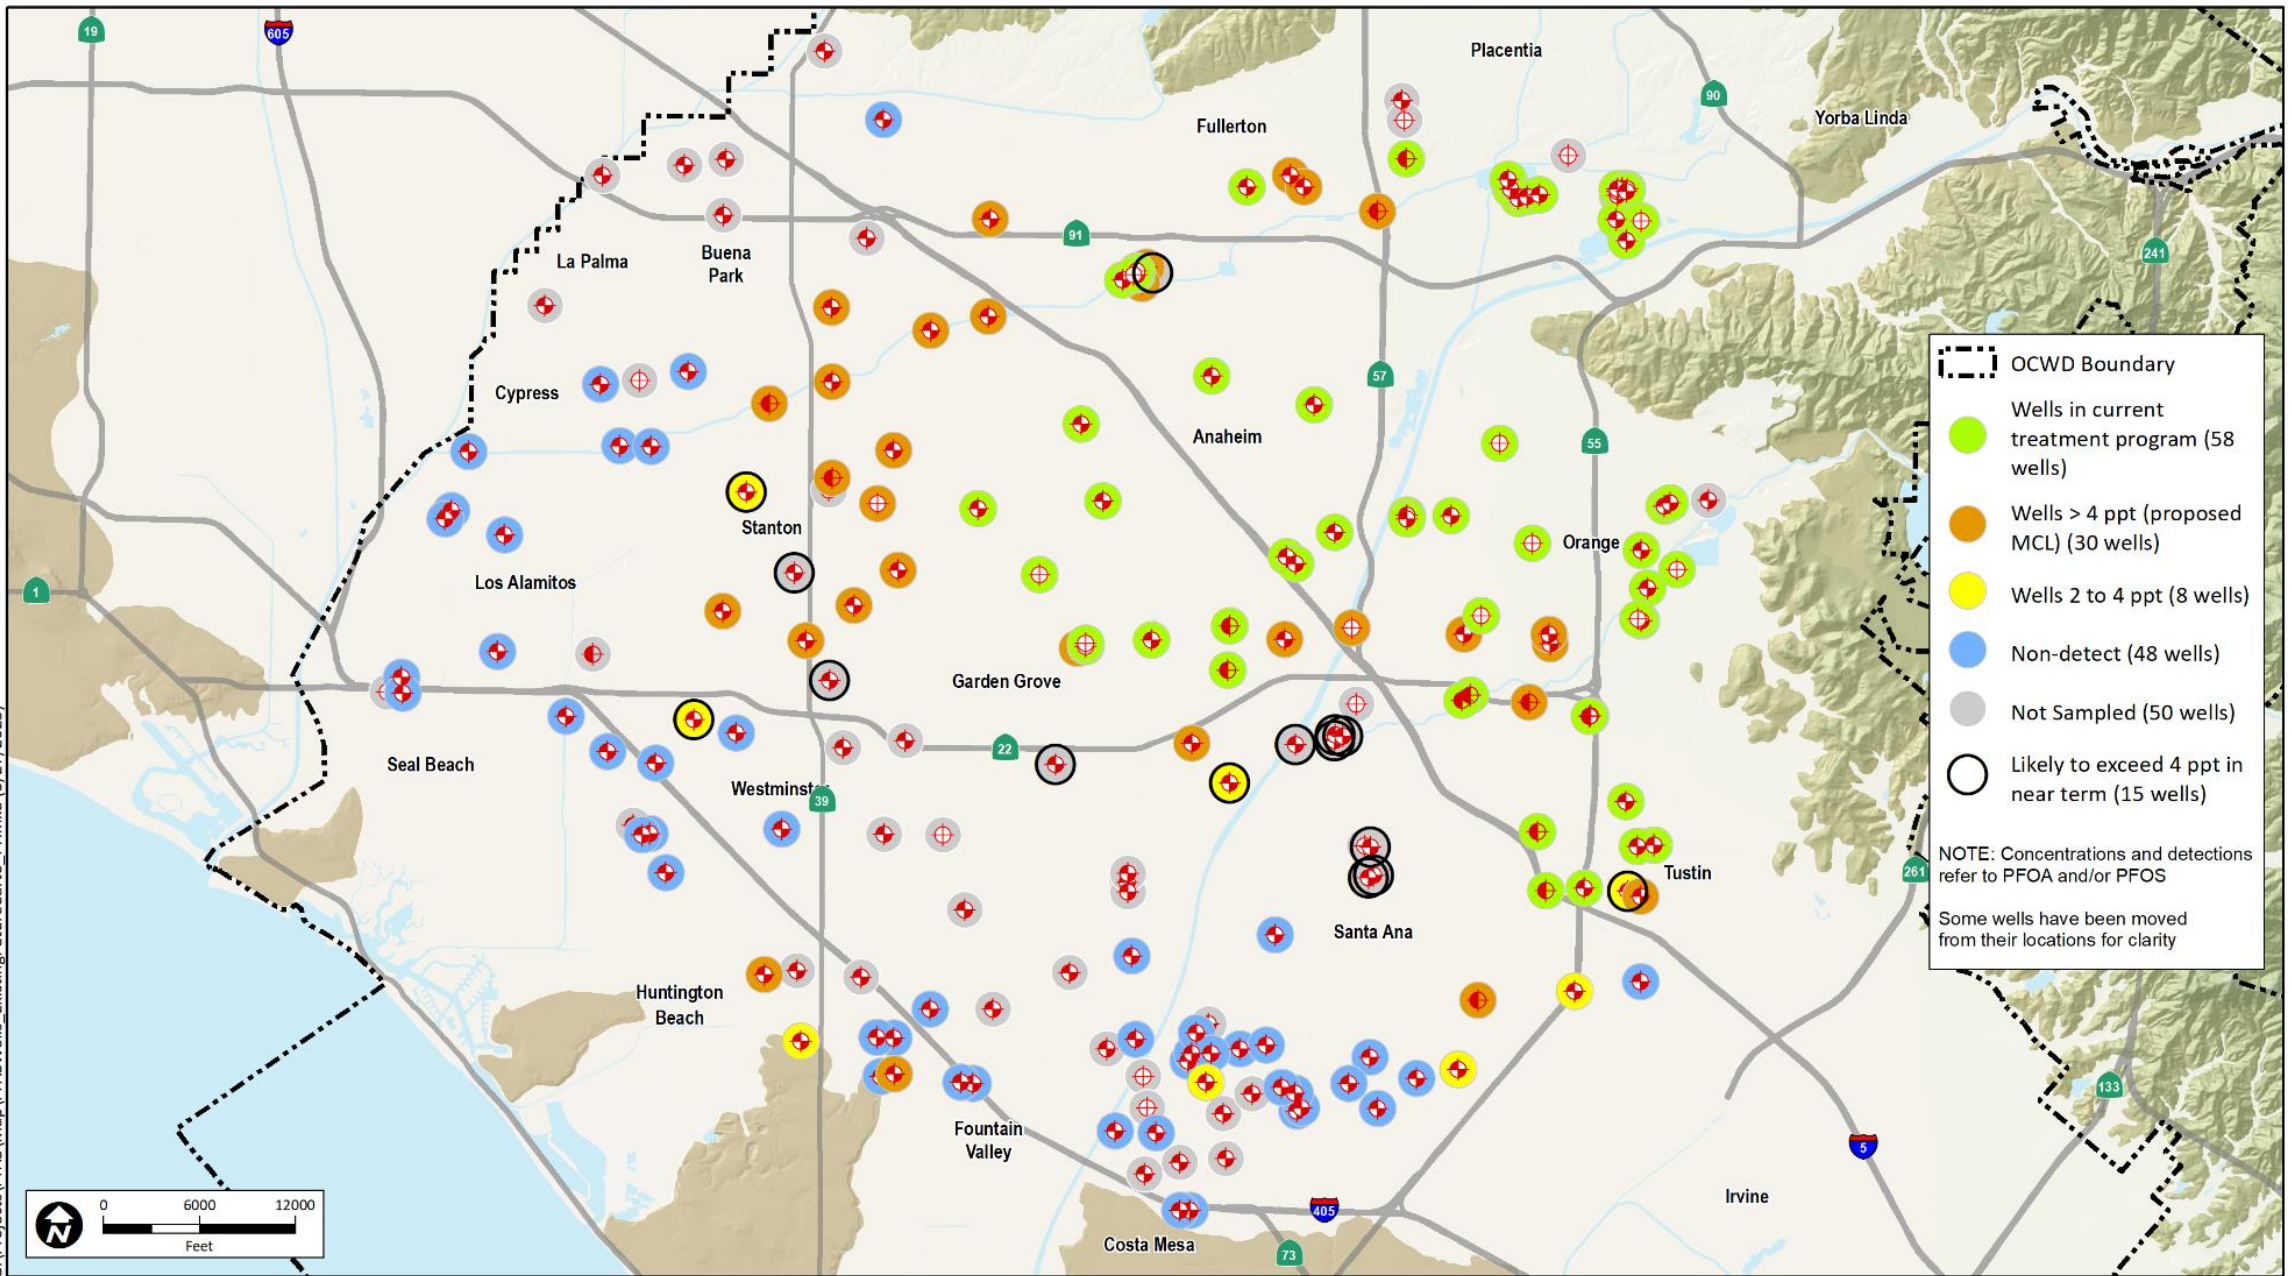 19
605
Placentia
90
Yorba Linda
Fullerton
91
241
La Palma
Buena
Park
57
Cypress
Anaheim
55
Stanton
Orange
1
Los Alamitos
Garden Grove
22
Seal Beach
Westminster
39
Tustin
261
Santa Ana
Huntington
Beach
133
Fountain
Valley
5
Irvine
405
Costa Mesa
73
OCWD Boundary
Wells in current
treatment program (58
wells)
Wells > 4 ppt (proposed
MCL) (30 wells)
Wells 2 to 4 ppt (8 wells)
Non-detect (48 wells)
Not Sampled (50 wells)
Likely to exceed 4 ppt in
near term (15 wells)
NOTE: Concentrations and detections
refer to PFOA and/or PFOS
Some wells have been moved
from their locations for clarity
N
0 6000 12000
Feet